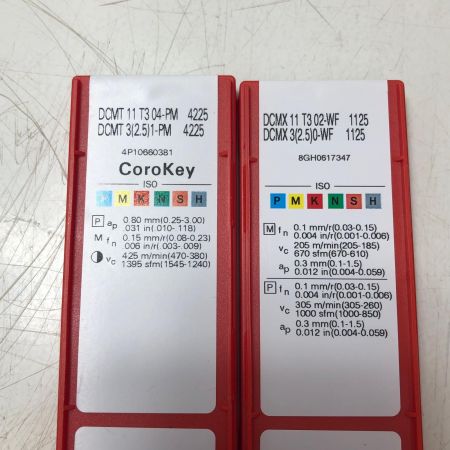 DCMT 11 T3 04-PM 4225
DCMT 3(2.5)1-PM 4225
4P10660381
CoroKey
ISO
P M K N S H
P ap 0.80 mm(0.25-3.00)
.031 in(.010-.118)
M fn 0.15 mm/r(0.08-0.23)
.006 in/r(.003-.009)
vc 425 m/min(470-380)
1395 sfm(1545-1240)
DCMX 11 T3 02-WF 1125
DCMX 3(2.5)0-WF 1125
8GH0617347
ISO
P M K N S H
M fn 0.1 mm/r(0.03-0.15)
0.004 in/r(0.001-0.006)
vc 205 m/min(205-185)
670 sfm(670-610)
ap 0.3 mm(0.1-1.5)
0.012 in(0.004-0.059)
P fn 0.1 mm/r(0.03-0.15)
0.004 in/r(0.001-0.006)
vc 305 m/min(305-260)
1000 sfm(1000-850)
ap 0.3 mm(0.1-1.5)
0.012 in(0.004-0.059)